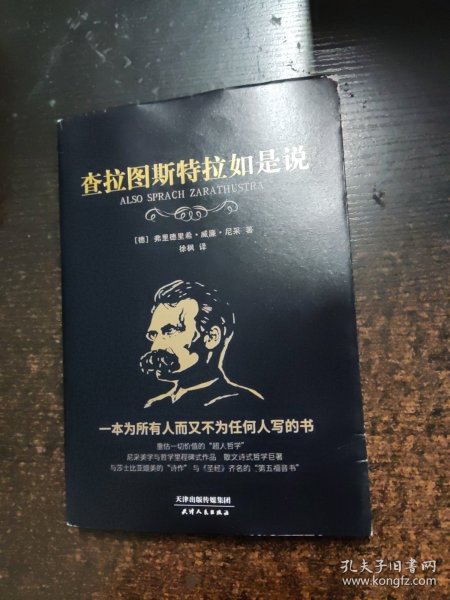 查拉图斯特拉如是说
ALSO SPRACH ZARATHUSTRA
[德] 弗里德里希·威廉·尼采 著
徐枫 译
一本为所有人而又不为任何人写的书
重估一切价值的“超人哲学”
尼采美学与哲学里程碑式作品 散文诗式哲学巨著
与莎士比亚媲美的“诗作”与《圣经》齐名的“第五福音书”
天津出版传媒集团
天津人民出版社
孔夫子旧书网
www.kongfz.com